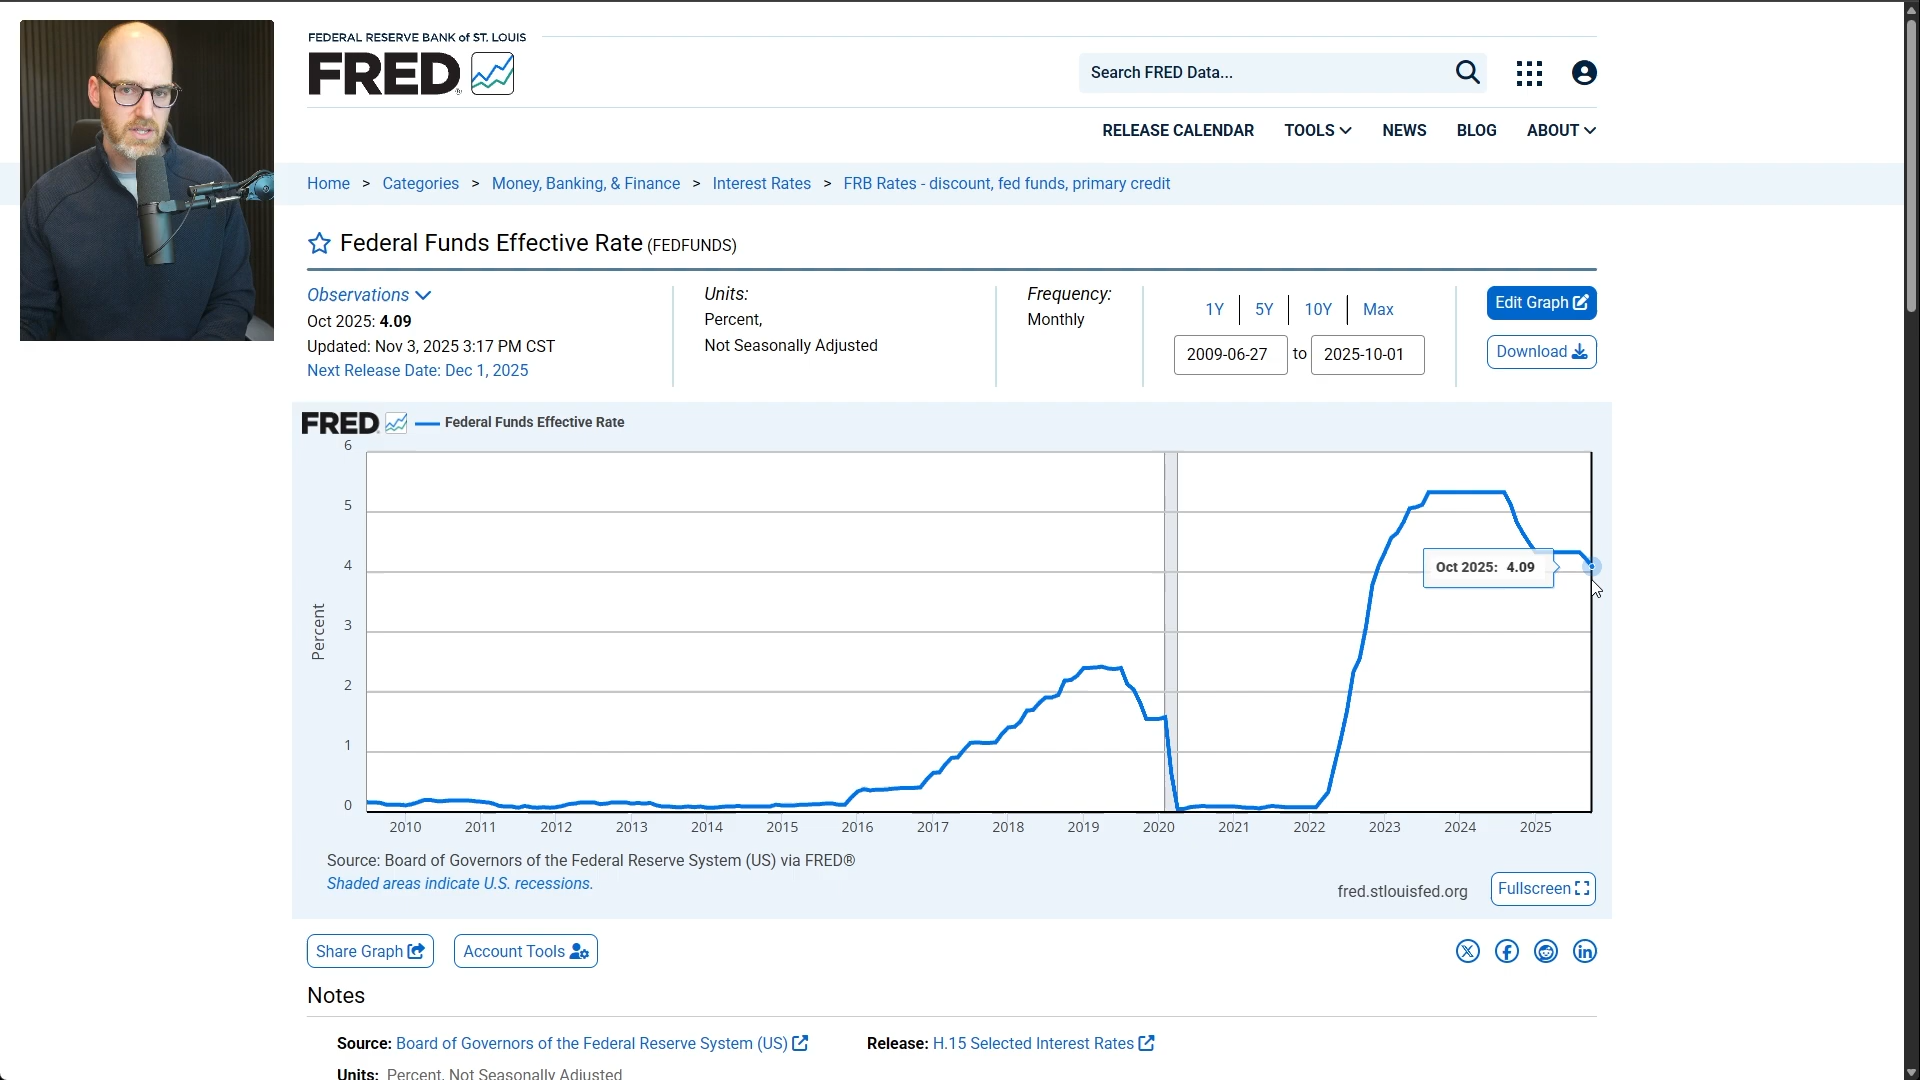 FEDERAL RESERVE BANK of ST. LOUIS
FRED®
Search FRED Data...
RELEASE CALENDAR TOOLS NEWS BLOG ABOUT
Home > Categories > Money, Banking, & Finance > Interest Rates > FRB Rates - discount, fed funds, primary credit
Federal Funds Effective Rate (FEDFUNDS)
Observations
Oct 2025: 4.09
Updated: Nov 3, 2025 3:17 PM CST
Next Release Date: Dec 1, 2025
Units:
Percent,
Not Seasonally Adjusted
Frequency:
Monthly
1Y 5Y 10Y Max
2009-06-27 to 2025-10-01
Edit Graph
Download
FRED Federal Funds Effective Rate
6
5
4
3
2
1
0
Percent
Oct 2025: 4.09
2010 2011 2012 2013 2014 2015 2016 2017 2018 2019 2020 2021 2022 2023 2024 2025
Source: Board of Governors of the Federal Reserve System (US) via FRED®
Shaded areas indicate U.S. recessions.
fred.stlouisfed.org
Fullscreen
Share Graph
Account Tools
Notes
Source: Board of Governors of the Federal Reserve System (US)
Release: H.15 Selected Interest Rates
Units: Percent, Not Seasonally Adjusted